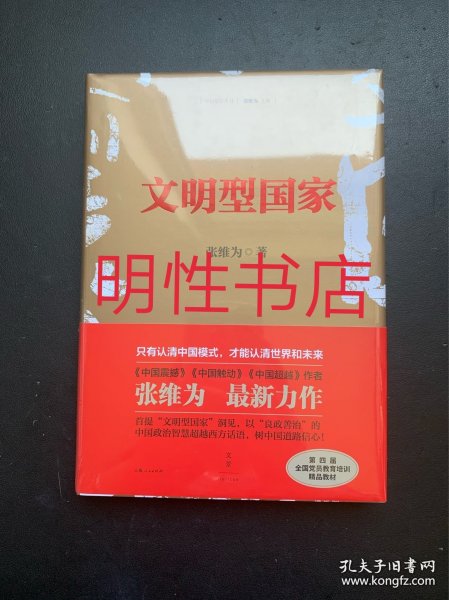 文明型国家
张维为 著
明性书店
只有认清中国模式,才能认清世界和未来
《中国震撼》《中国触动》《中国超越》作者
张维为 最新力作
首提“文明型国家”洞见,以“良政善治”的
中国政治智慧超越西方话语,树中国道路信心!
文景
第四届
全国党员教育培训
精品教材
孔夫子旧书网
www.kongfz.com